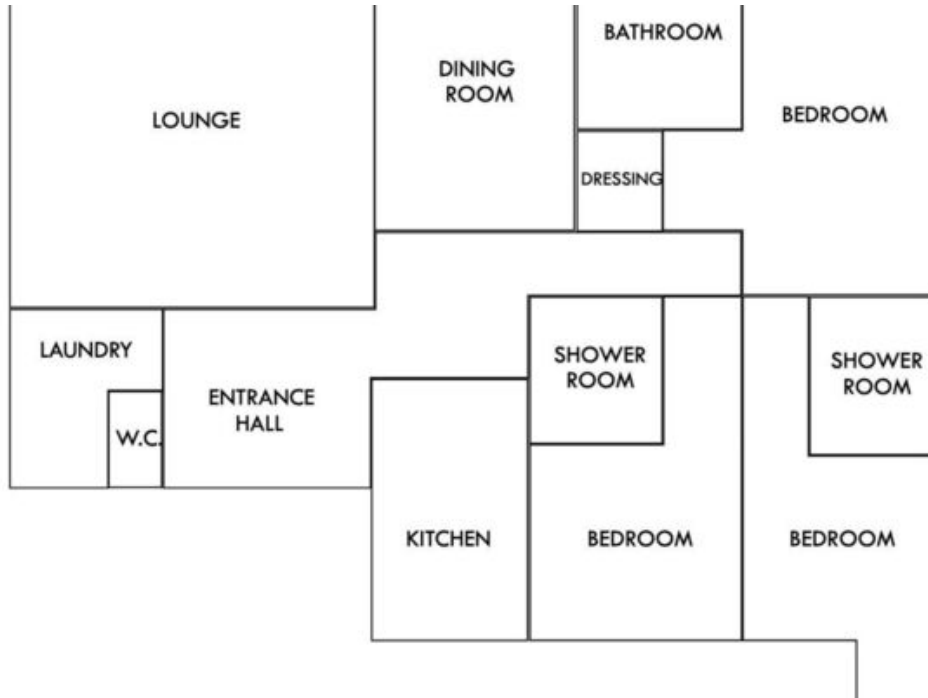 BATHROOM
DINING
ROOM
BEDROOM
LOUNGE
DRESSING
LAUNDRY
SHOWER
ROOM
SHOWER
ROOM
ENTRANCE
HALL
W.C.
KITCHEN
BEDROOM
BEDROOM